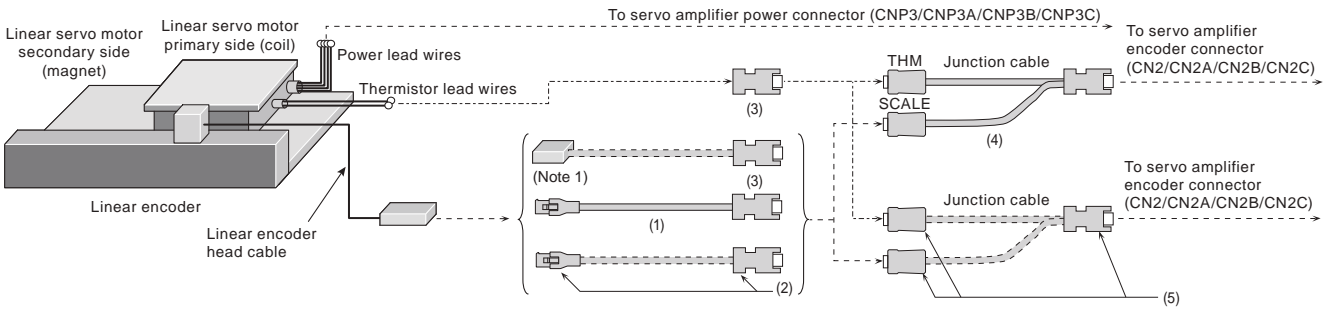 To servo amplifier power connector (CNP3/CNP3A/CNP3B/CNP3C)
Linear servo motor
secondary side
(magnet)
Linear servo motor
primary side (coil)
Power lead wires
Thermistor lead wires
(3)
THM
Junction cable
SCALE
(4)
To servo amplifier
encoder connector
(CN2/CN2A/CN2B/CN2C)
Linear encoder
Linear encoder
head cable
(Note 1)
(3)
(1)
(2)
Junction cable
To servo amplifier
encoder connector
(CN2/CN2A/CN2B/CN2C)
(5)